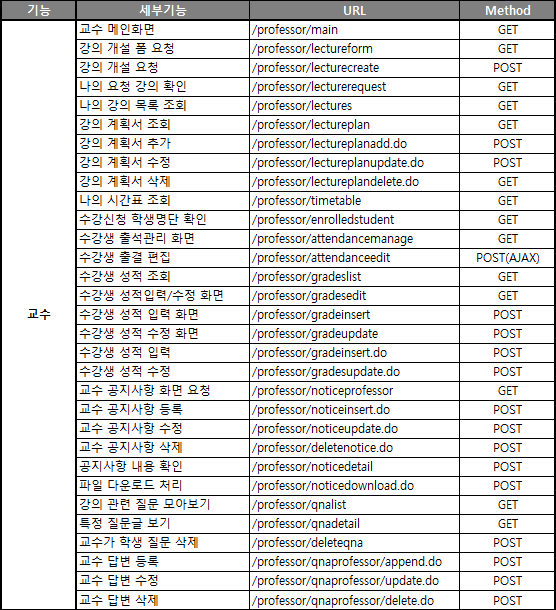 기능 세부기능 URL Method
교수 메인화면 /professor/main GET
강의 개설 폼 요청 /professor/lectureform GET
강의 개설 요청 /professor/lecturecreate POST
나의 요청 강의 확인 /professor/lecturerequest GET
나의 강의 목록 조회 /professor/lectures GET
강의 계획서 조회 /professor/lectureplan GET
강의 계획서 추가 /professor/lectureplanadd.do POST
강의 계획서 수정 /professor/lectureplanupdate.do POST
강의 계획서 삭제 /professor/lectureplandelete.do GET
나의 시간표 조회 /professor/timetable GET
수강신청 학생명단 확인 /professor/enrolledstudent GET
수강생 출석관리 화면 /professor/attendancemanage GET
수강생 출결 편집 /professor/attendanceedit POST(AJAX)
수강생 성적 조회 /professor/gradeslist GET
수강생 성적입력/수정 화면 /professor/gradesedit GET
교수 수강생 성적 입력 화면 /professor/gradeinsert POST
수강생 성적 수정 화면 /professor/gradeupdate POST
수강생 성적 입력 /professor/gradeinsert.do POST
수강생 성적 수정 /professor/gradesupdate.do POST
교수 공지사항 화면 요청 /professor/noticeprofessor GET
교수 공지사항 등록 /professor/noticeinsert.do POST
교수 공지사항 수정 /professor/noticeupdate.do POST
교수 공지사항 삭제 /professor/deletenotice.do POST
공지사항 내용 확인 /professor/noticedetail POST
파일 다운로드 처리 /professor/noticedownload.do POST
강의 관련 질문 모아보기 /professor/qnalist GET
특정 질문글 보기 /professor/qnadetail GET
교수가 학생 질문 삭제 /professor/deleteqna POST
교수 답변 등록 /professor/qnaprofessor/append.do POST
교수 답변 수정 /professor/qnaprofessor/update.do POST
교수 답변 삭제 /professor/qnaprofessor/delete.do POST